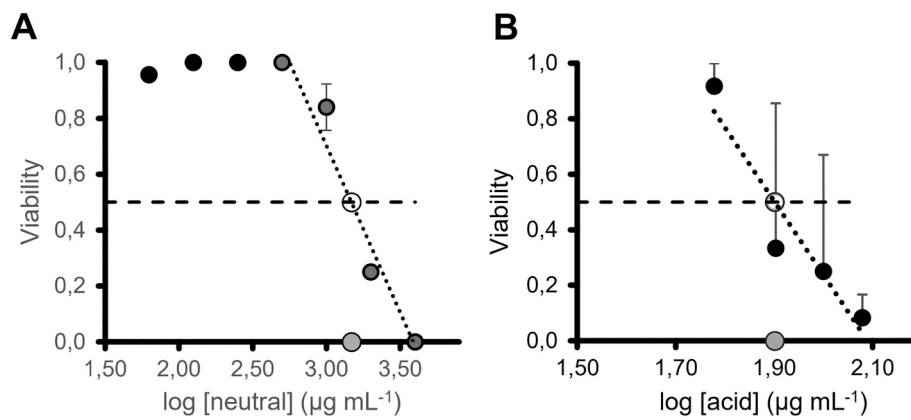 A
Viability
1,0
0,8
0,6
0,4
0,2
0,0
1,50 2,00 2,50 3,00 3,50
log [neutral] (µg mL⁻¹)
B
Viability
1,0
0,8
0,6
0,4
0,2
0,0
1,50 1,70 1,90 2,10
log [acid] (µg mL⁻¹)